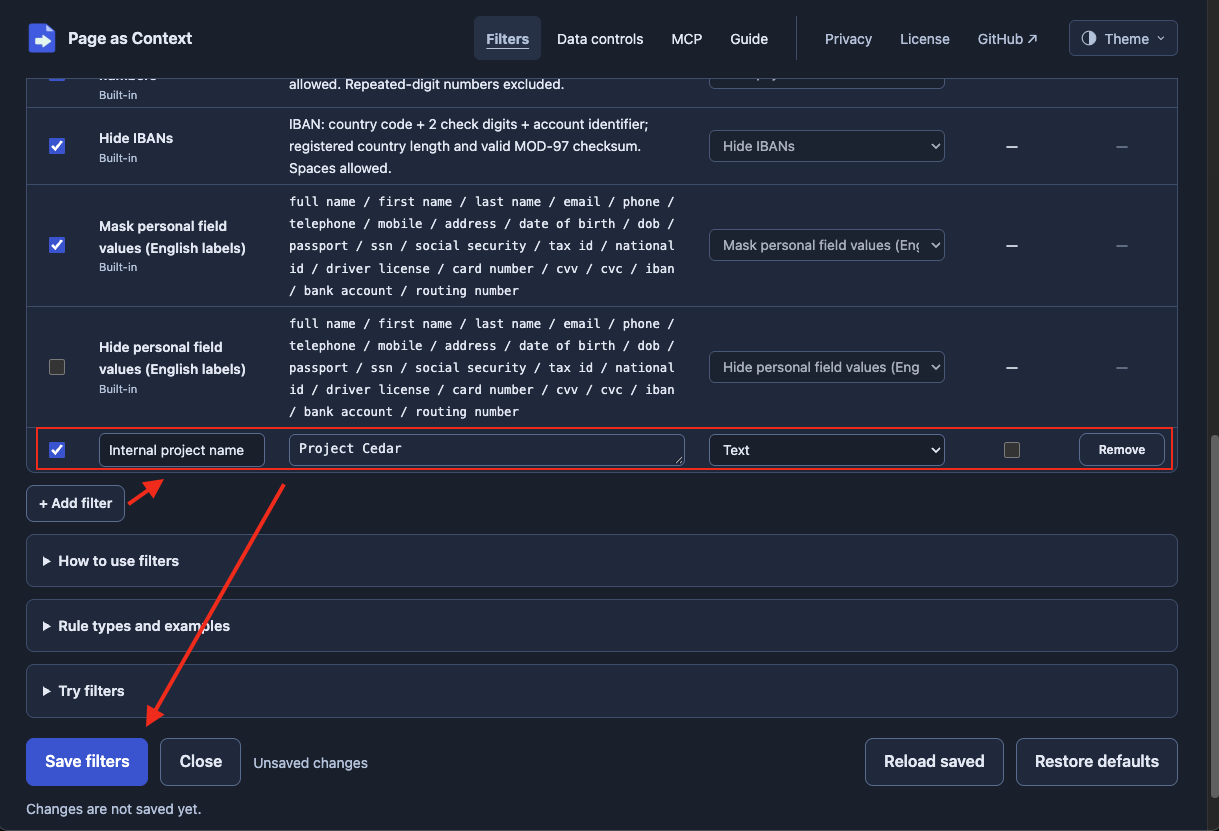 Page as Context
Filters
Data controls
MCP
Guide
Privacy
License
GitHub ↗
Theme
Built-in
allowed. Repeated-digit numbers excluded.
Hide IBANs
Built-in
IBAN: country code + 2 check digits + account identifier;
registered country length and valid MOD-97 checksum.
Spaces allowed.
Hide IBANs
—
—
Mask personal field
values (English labels)
Built-in
full name / first name / last name / email / phone /
telephone / mobile / address / date of birth / dob /
passport / ssn / social security / tax id / national
id / driver license / card number / cvv / cvc / iban
/ bank account / routing number
Mask personal field values (Eng
—
—
Hide personal field
values (English labels)
Built-in
full name / first name / last name / email / phone /
telephone / mobile / address / date of birth / dob /
passport / ssn / social security / tax id / national
id / driver license / card number / cvv / cvc / iban
/ bank account / routing number
Hide personal field values (Eng
—
—
Internal project name
Project Cedar
Text
Remove
+ Add filter
How to use filters
Rule types and examples
Try filters
Save filters
Close
Unsaved changes
Reload saved
Restore defaults
Changes are not saved yet.